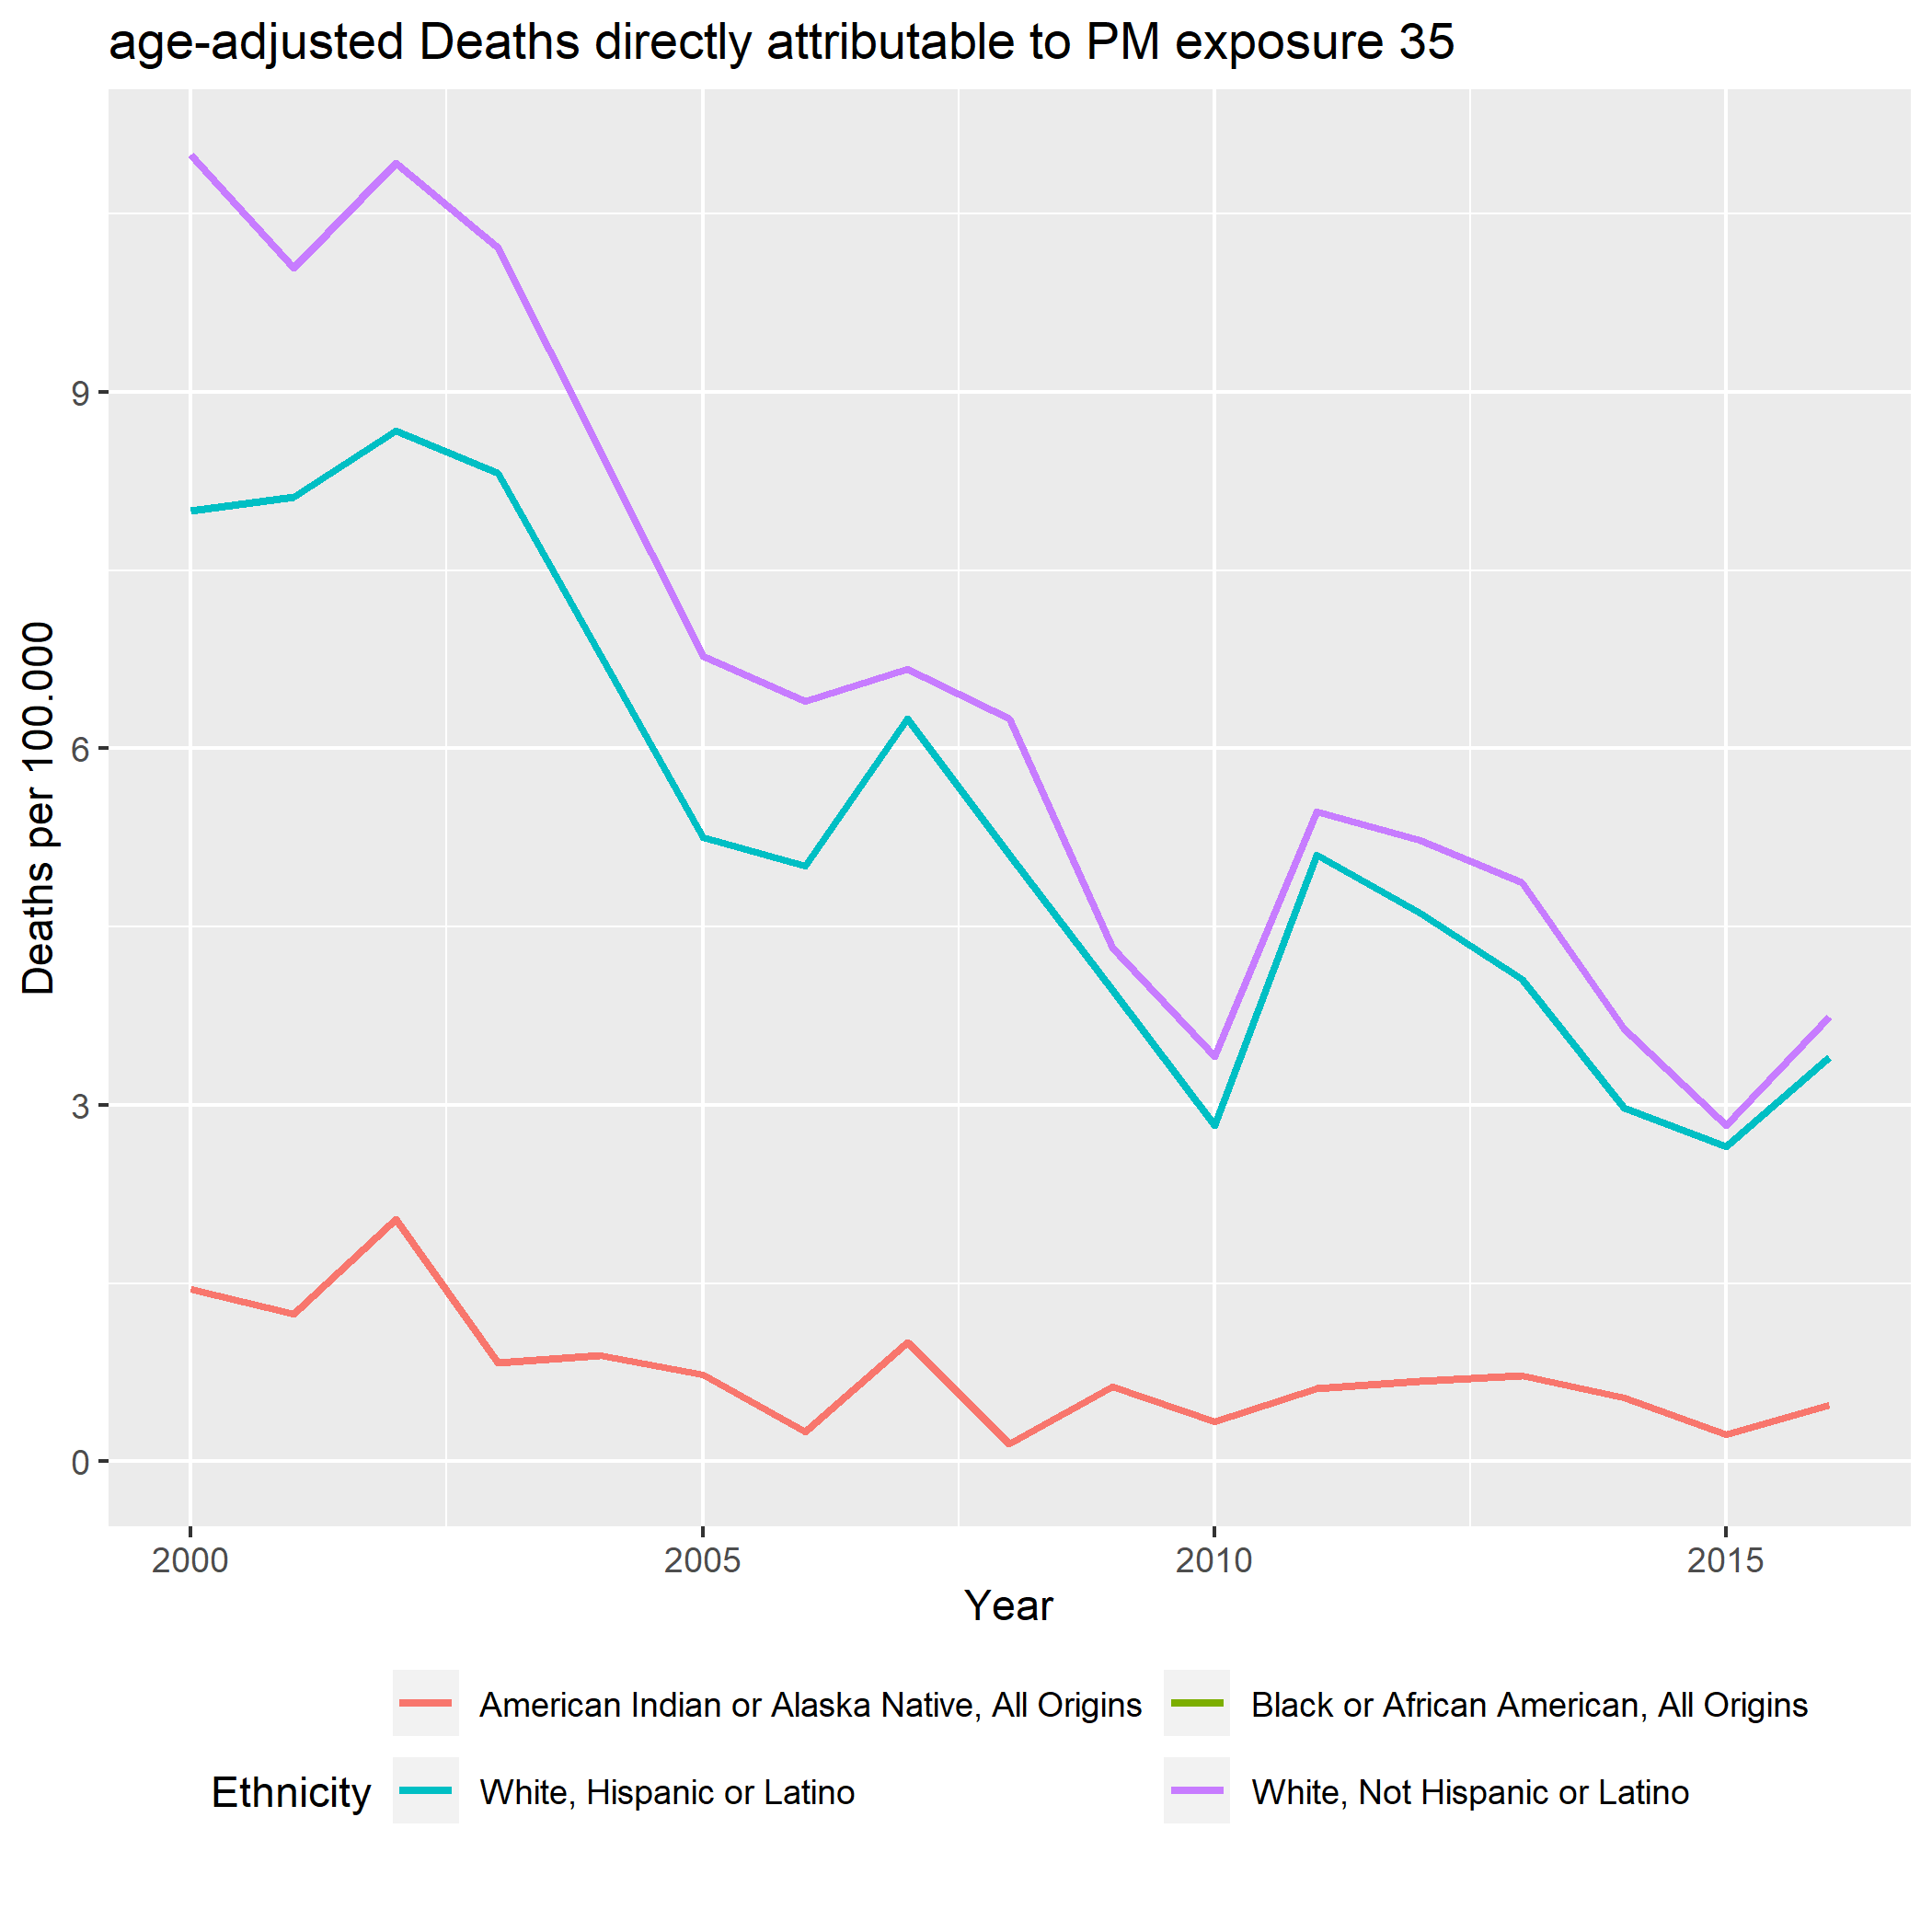 age-adjusted Deaths directly attributable to PM exposure 35
Deaths per 100.000
9
6
3
0
2000 2005 2010 2015
Year
Ethnicity
American Indian or Alaska Native, All Origins
Black or African American, All Origins
White, Hispanic or Latino
White, Not Hispanic or Latino